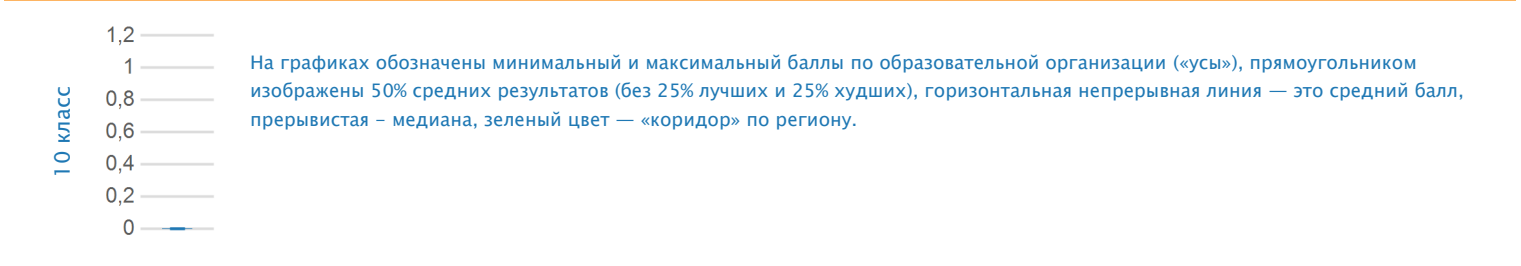 1,2
1
0,8
0,6
0,4
0,2
0
10 класс
На графиках обозначены минимальный и максимальный баллы по образовательной организации («усы»), прямоугольником
изображены 50% средних результатов (без 25% лучших и 25% худших), горизонтальная непрерывная линия — это средний балл,
прерывистая – медиана, зеленый цвет — «коридор» по региону.